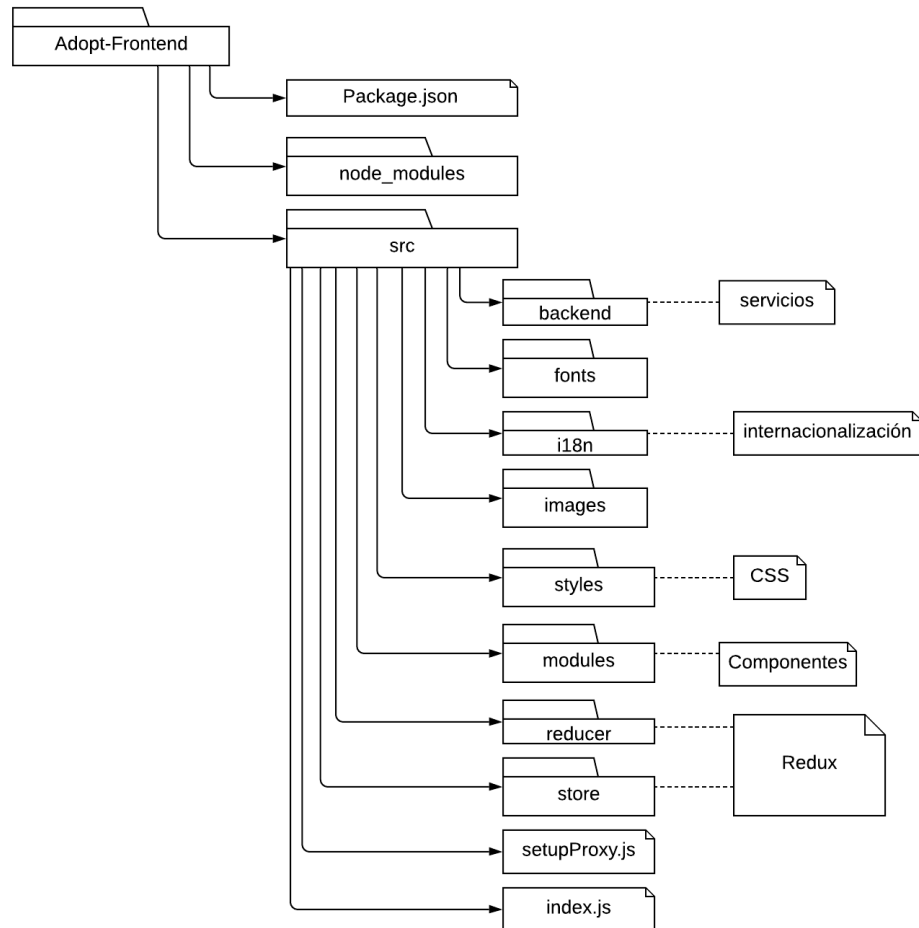 Adopt-Frontend
Package.json
node_modules
src
backend
servicios
fonts
i18n
internacionalización
images
styles
CSS
modules
Componentes
reducer
Redux
store
setupProxy.js
index.js